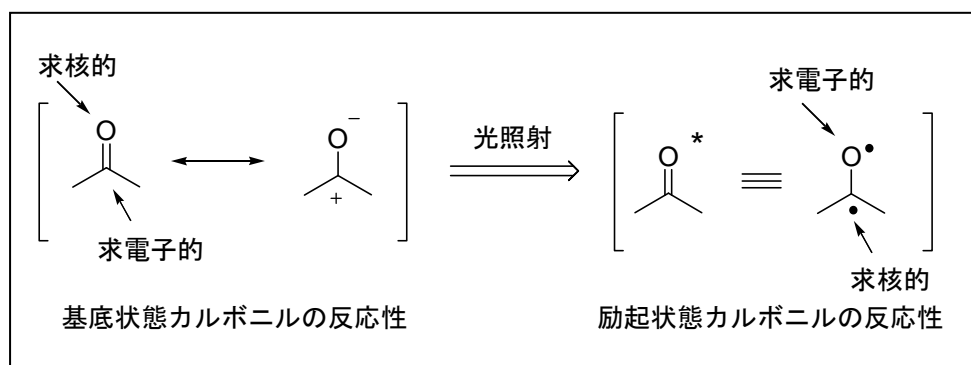 求核的
O
求電子的
O
−
+
基底状態カルボニルの反応性
光照射
求電子的
O
*
O•
•
求核的
励起状態カルボニルの反応性